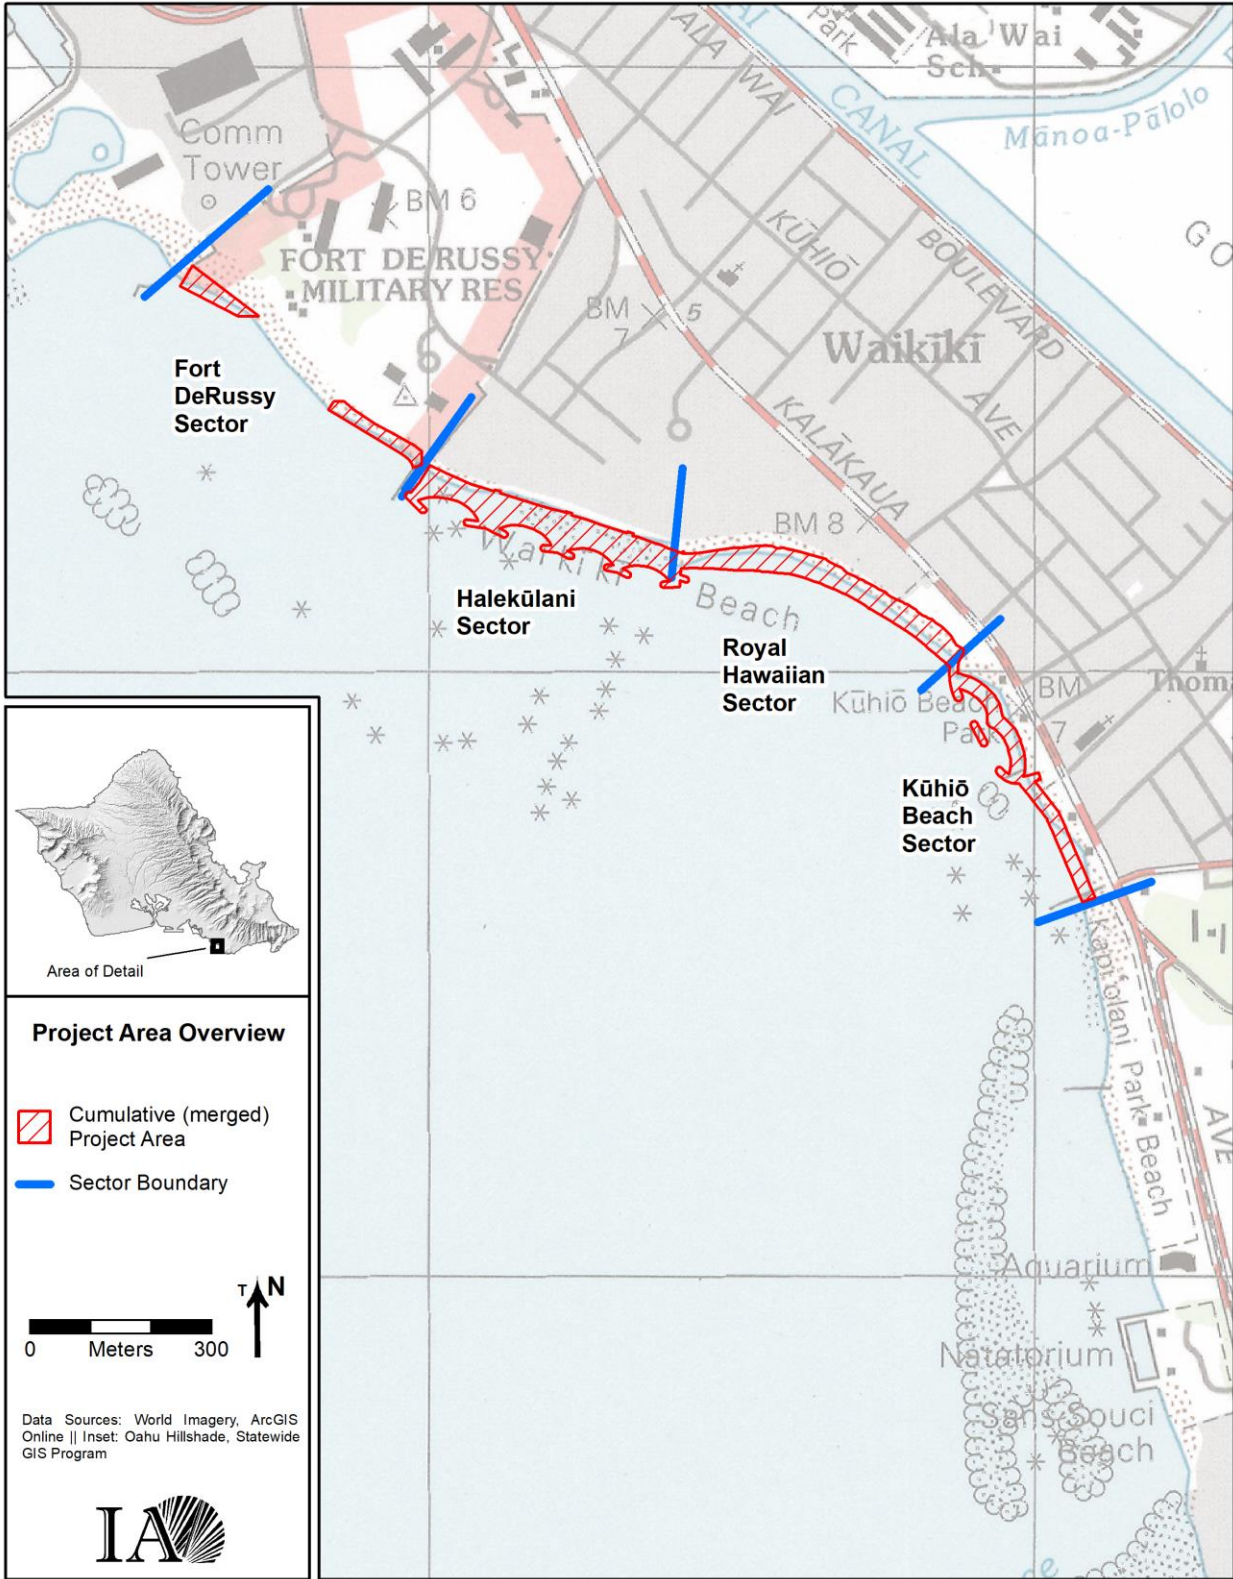 ALA WAI
CANAL
Park
Ala Wai
Sch
Mānoa-Pālolo
GO
Comm
Tower
BM 6
FORT DE RUSSY
MILITARY RES
KŪHIŌ
AVE
BOULEVARD
BM
7
5
Waikīkī
KALĀKAUA
Fort
DeRussy
Sector
BM 8
Waikīkī
Beach
Halekūlani
Sector
Royal
Hawaiian
Sector
Kūhiō Beach
Park
BM
7
Thoma
Kūhiō
Beach
Sector
Kapi'olani Park Beach
AVE
Aquarium
Natatorium
Sans Souci
Beach
Area of Detail
Project Area Overview
Cumulative (merged)
Project Area
Sector Boundary
T N
0 Meters 300
Data Sources: World Imagery, ArcGIS
Online || Inset: Oahu Hillshade, Statewide
GIS Program
IA